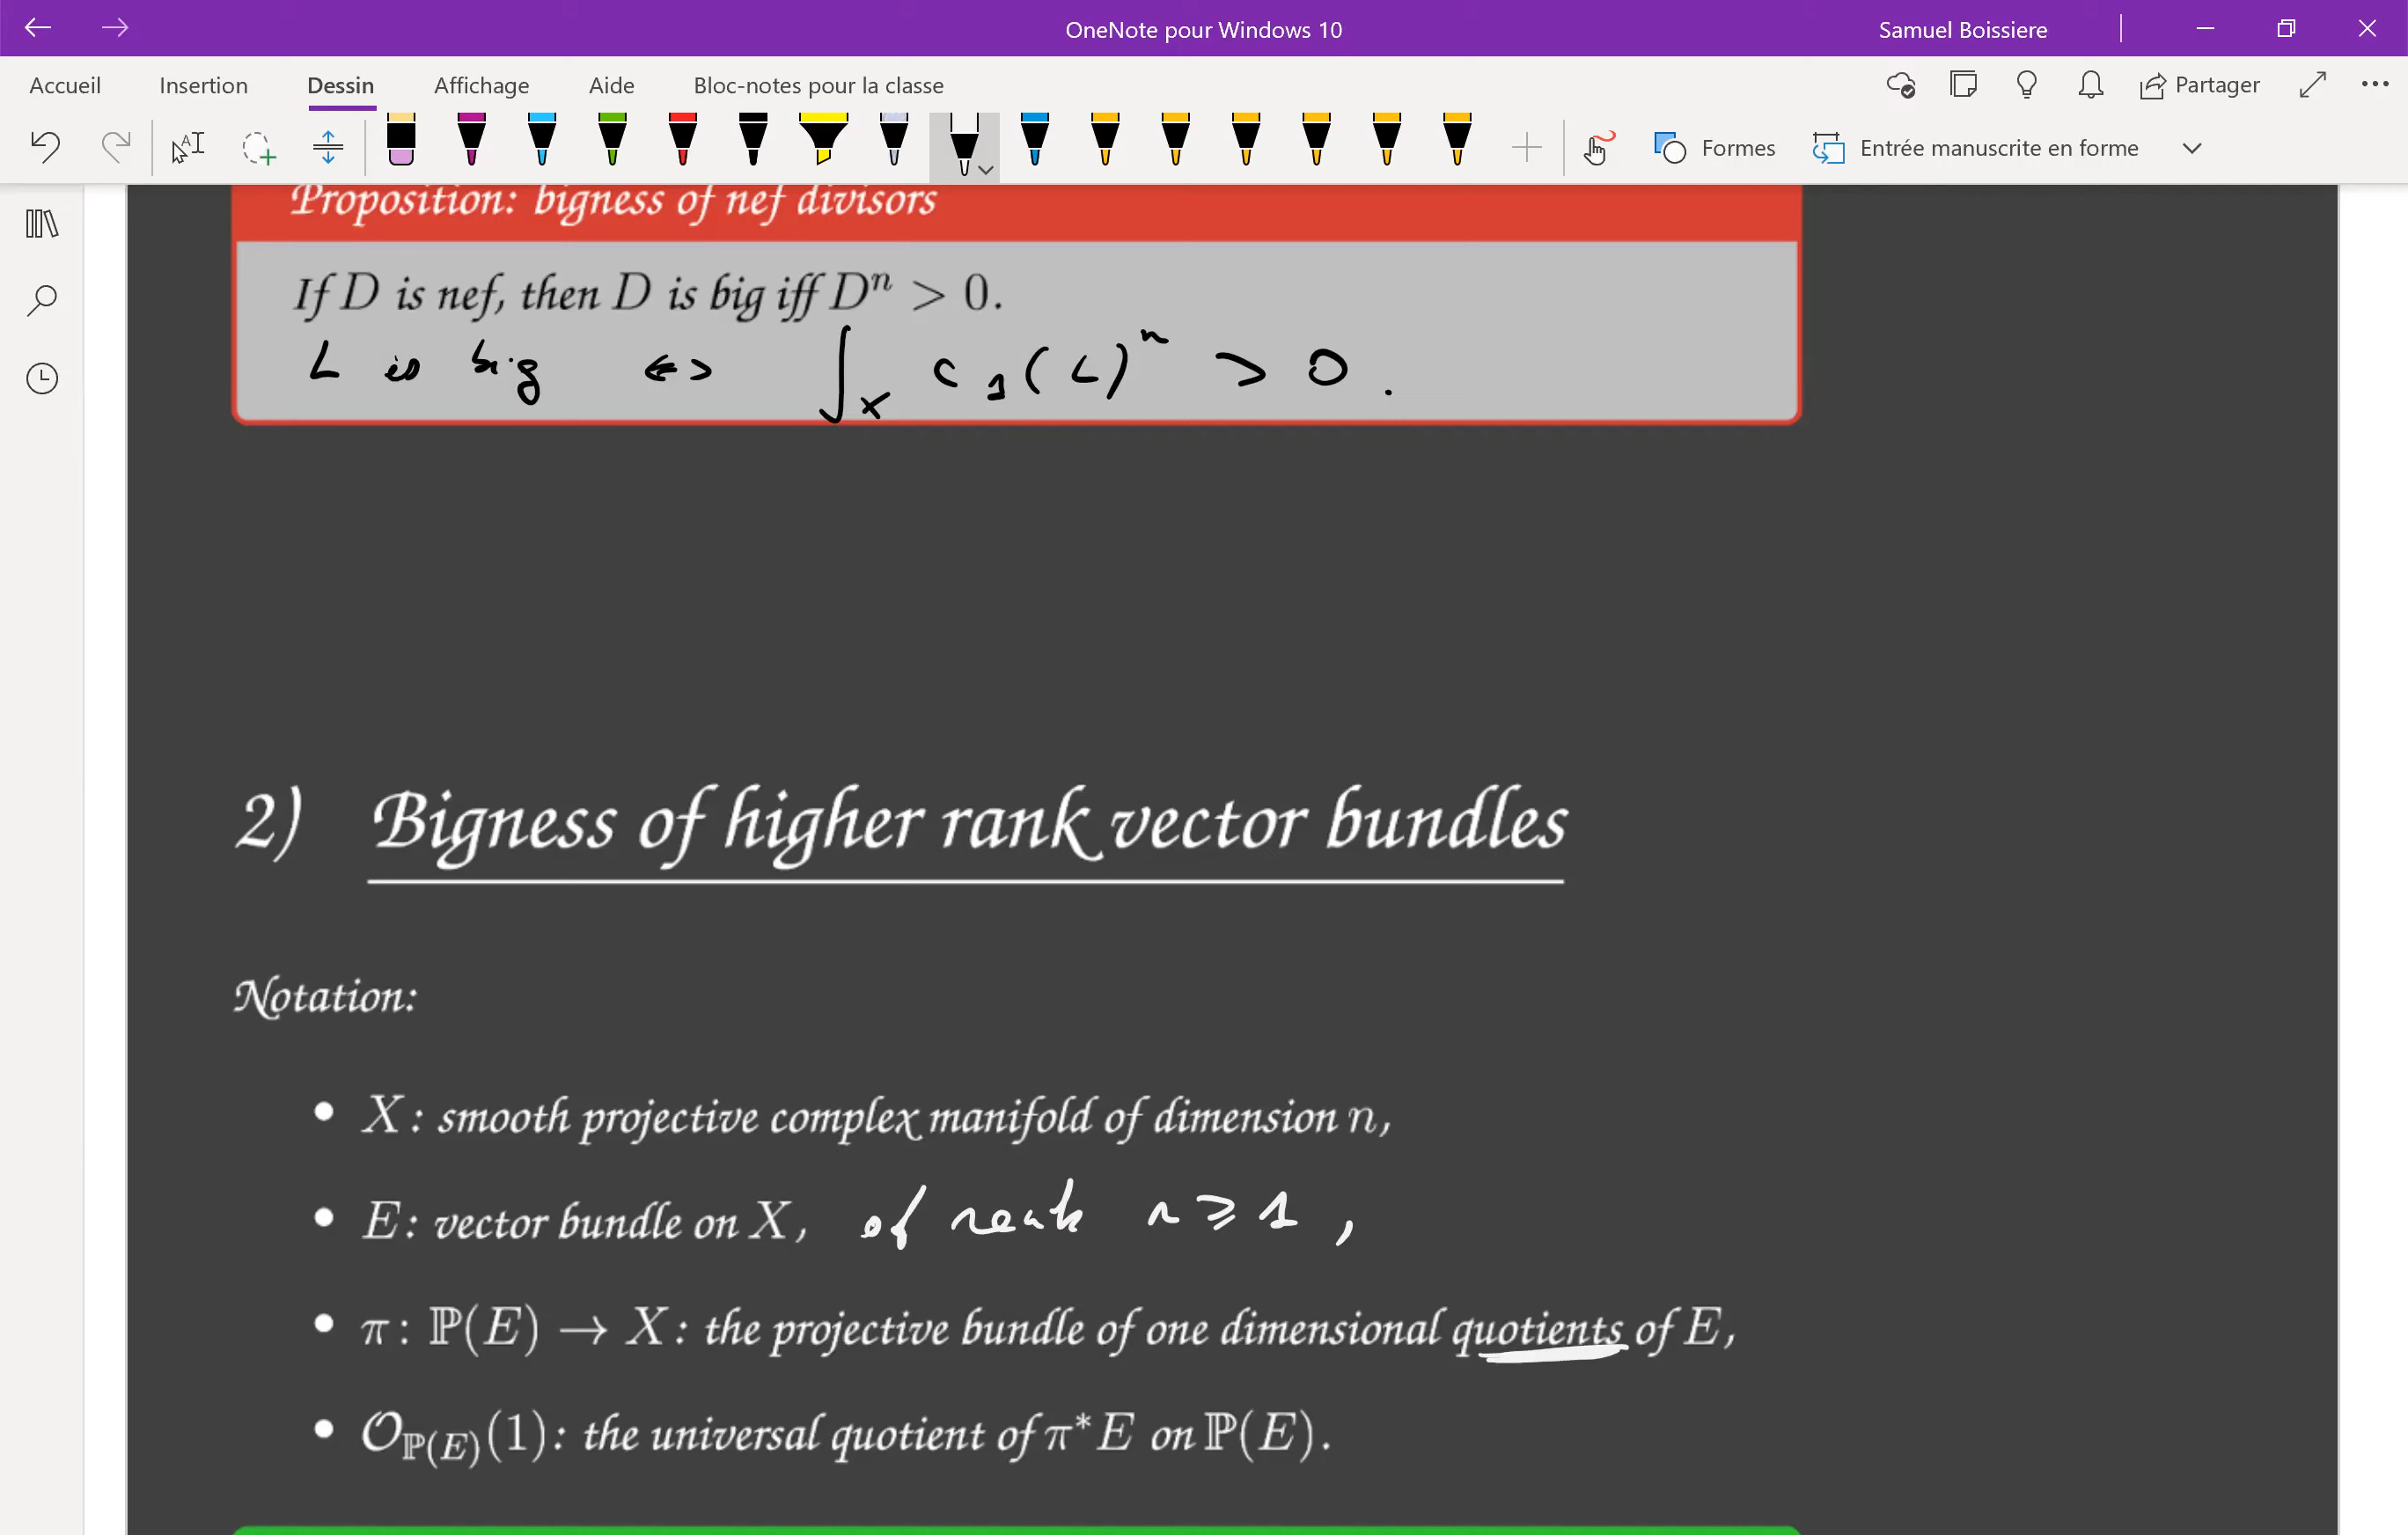 OneNote pour Windows 10
Samuel Boissiere
Accueil Insertion Dessin Affichage Aide Bloc-notes pour la classe
Partager
Formes
Entrée manuscrite en forme
Proposition: bigness of nef divisors
If D is nef, then D is big iff Dⁿ > 0.
L is big <=> ∫_X c₁(L)ⁿ > 0.
2) Bigness of higher rank vector bundles
Notation:
• X: smooth projective complex manifold of dimension n,
• E: vector bundle on X, of rank r ⩾ 1,
• π: ℙ(E) → X: the projective bundle of one dimensional quotients of E,
• 𝒪_ℙ(E)(1): the universal quotient of π*E on ℙ(E).